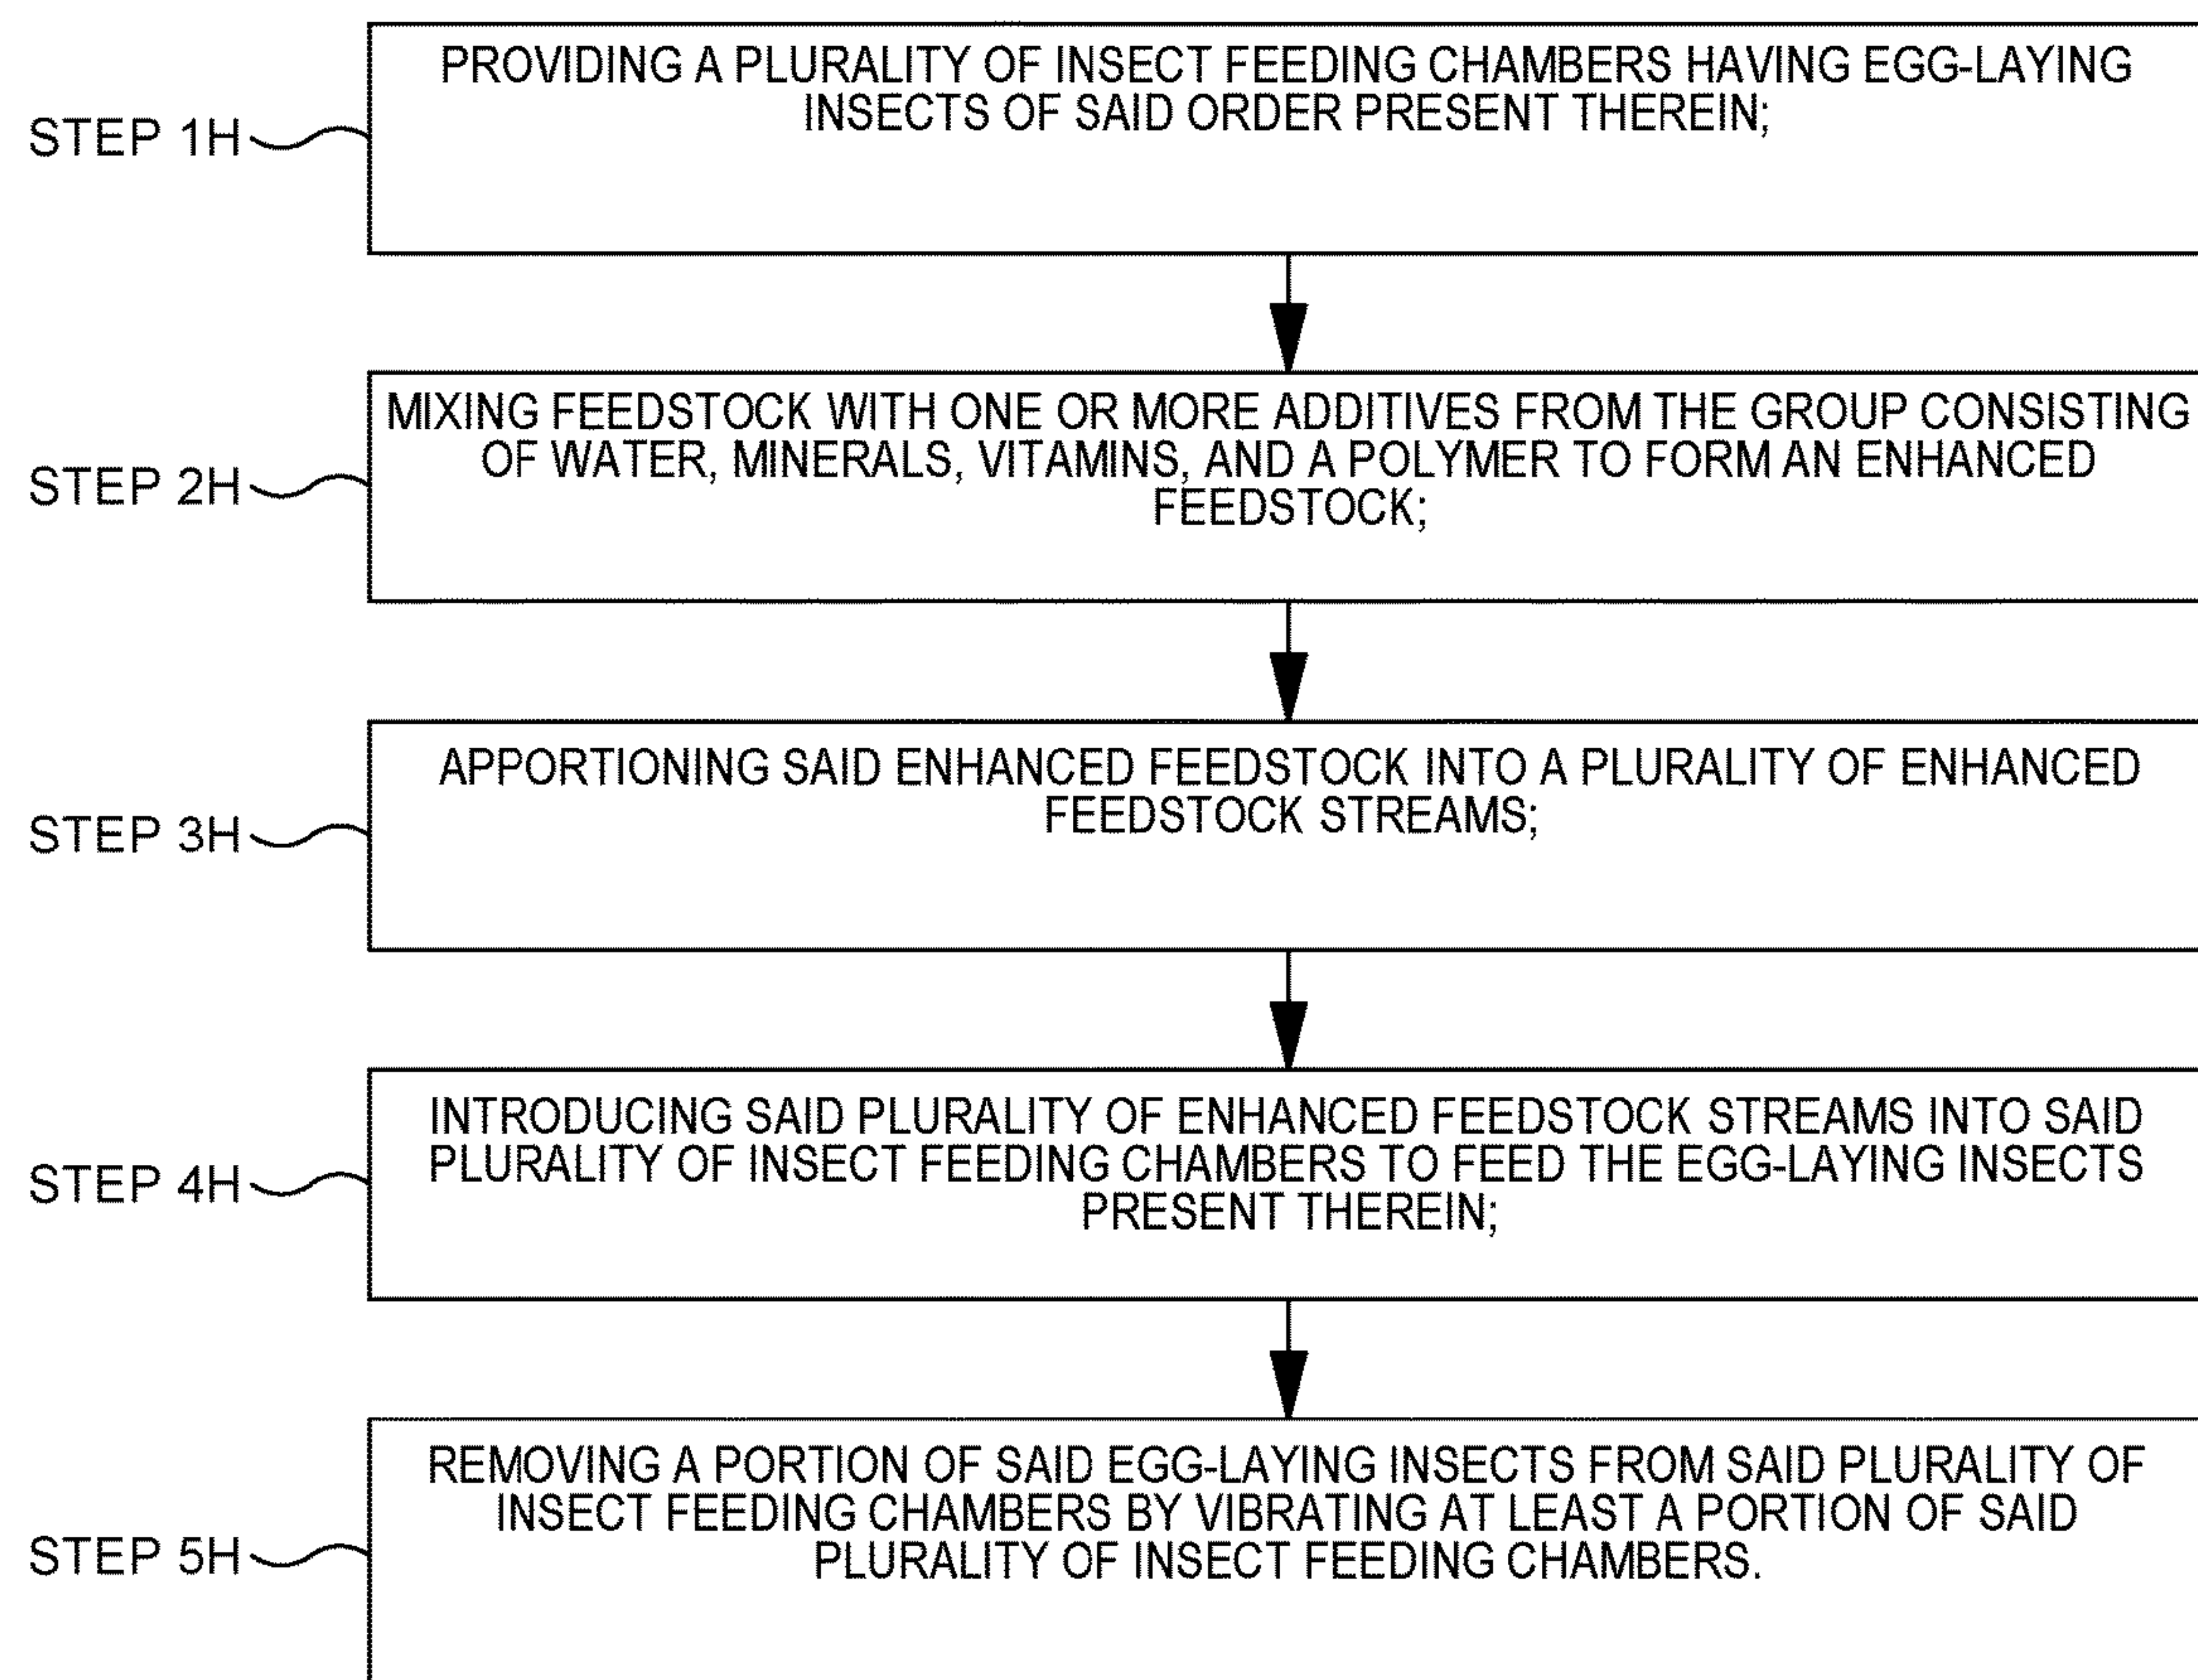 STEP 1H
PROVIDING A PLURALITY OF INSECT FEEDING CHAMBERS HAVING EGG-LAYING
INSECTS OF SAID ORDER PRESENT THEREIN;
STEP 2H
MIXING FEEDSTOCK WITH ONE OR MORE ADDITIVES FROM THE GROUP CONSISTING
OF WATER, MINERALS, VITAMINS, AND A POLYMER TO FORM AN ENHANCED
FEEDSTOCK;
STEP 3H
APPORTIONING SAID ENHANCED FEEDSTOCK INTO A PLURALITY OF ENHANCED
FEEDSTOCK STREAMS;
STEP 4H
INTRODUCING SAID PLURALITY OF ENHANCED FEEDSTOCK STREAMS INTO SAID
PLURALITY OF INSECT FEEDING CHAMBERS TO FEED THE EGG-LAYING INSECTS
PRESENT THEREIN;
STEP 5H
REMOVING A PORTION OF SAID EGG-LAYING INSECTS FROM SAID PLURALITY OF
INSECT FEEDING CHAMBERS BY VIBRATING AT LEAST A PORTION OF SAID
PLURALITY OF INSECT FEEDING CHAMBERS.